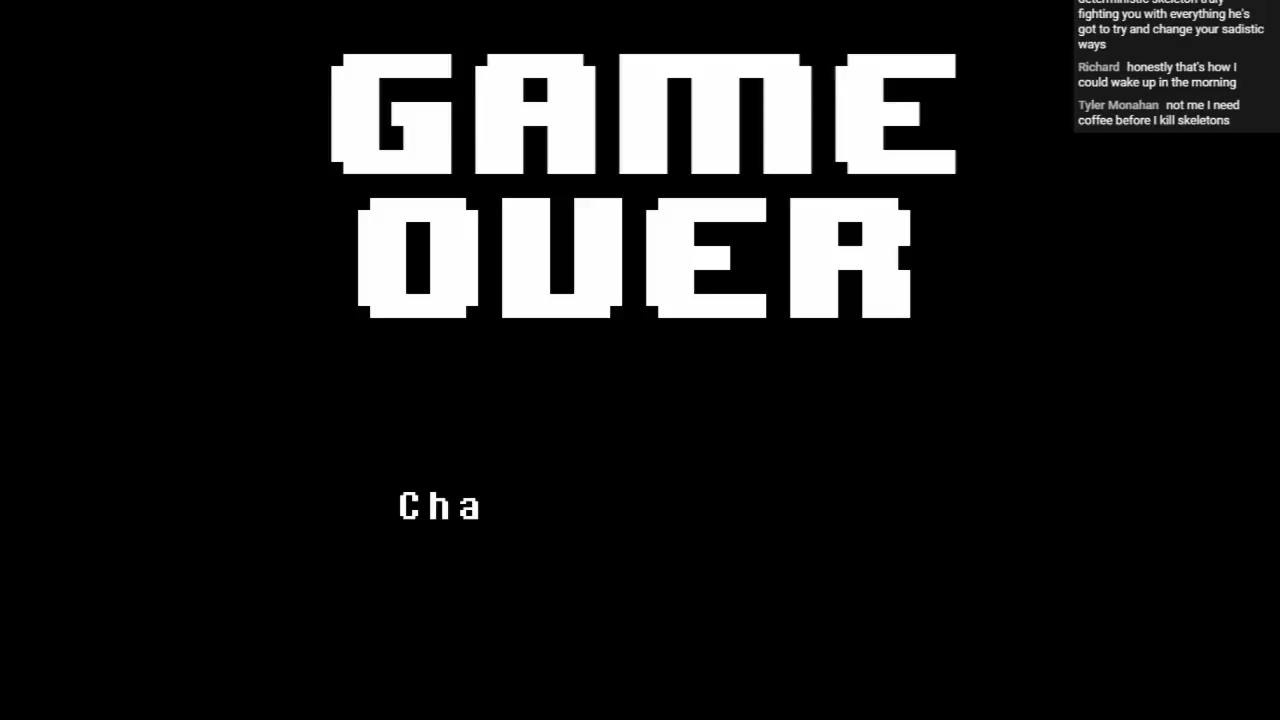 GAME
OVER
Cha
fighting you with everything he's
got to try and change your sadistic
ways
Richard honestly that's how I
could wake up in the morning
Tyler Monahan not me I need
coffee before I kill skeletons